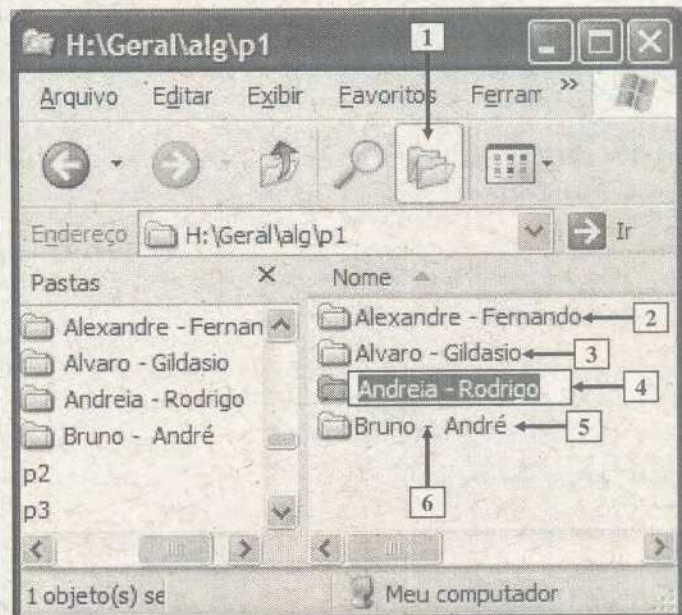 H:\Geral\alg\p1
1
Arquivo Editar Exibir Favoritos Ferram »
Endereço H:\Geral\alg\p1 Ir
Pastas × Nome
Alexandre - Fernan
Alvaro - Gildasio
Andreia - Rodrigo
Bruno - André
p2
p3
Alexandre - Fernando 2
Alvaro - Gildasio 3
Andreia - Rodrigo 4
Bruno - André 5
6
1 objeto(s) se Meu computador